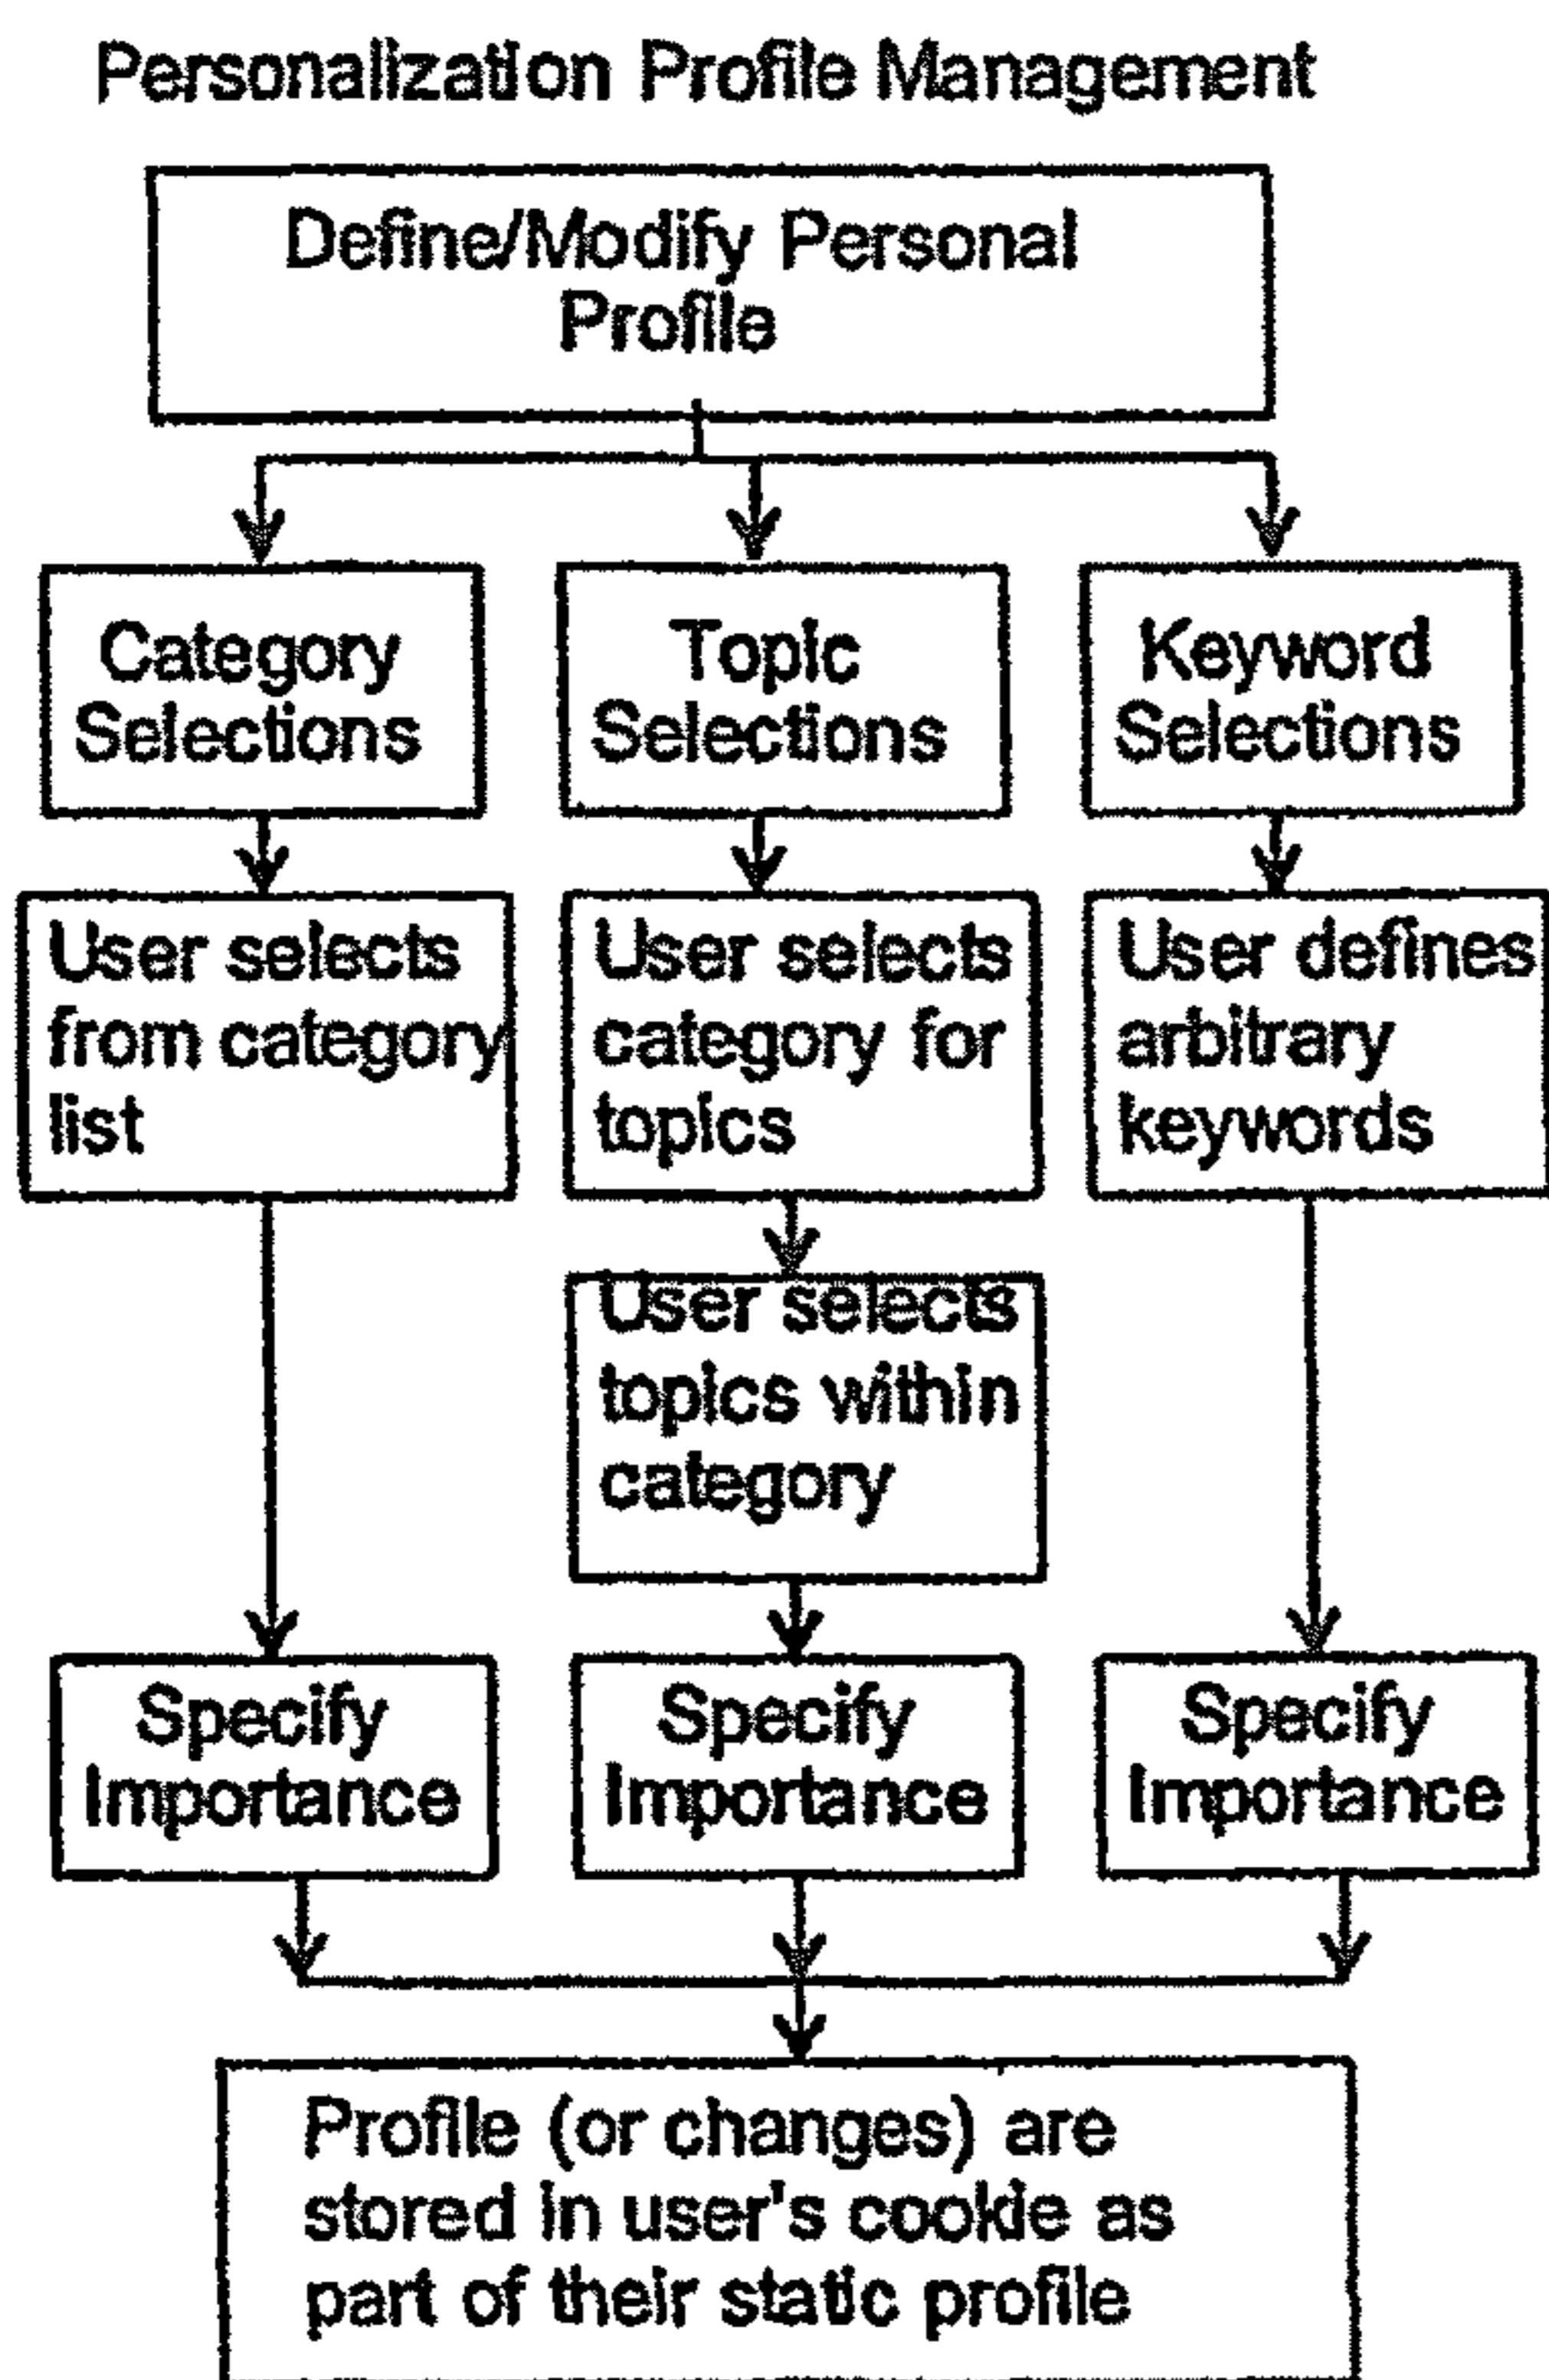 Personalization Profile Management
Define/Modify Personal
Profile
Category
Selections
Topic
Selections
Keyword
Selections
User selects
from category
list
User selects
category for
topics
User defines
arbitrary
keywords
User selects
topics within
category
Specify
Importance
Specify
Importance
Specify
Importance
Profile (or changes) are
stored in user's cookie as
part of their static profile